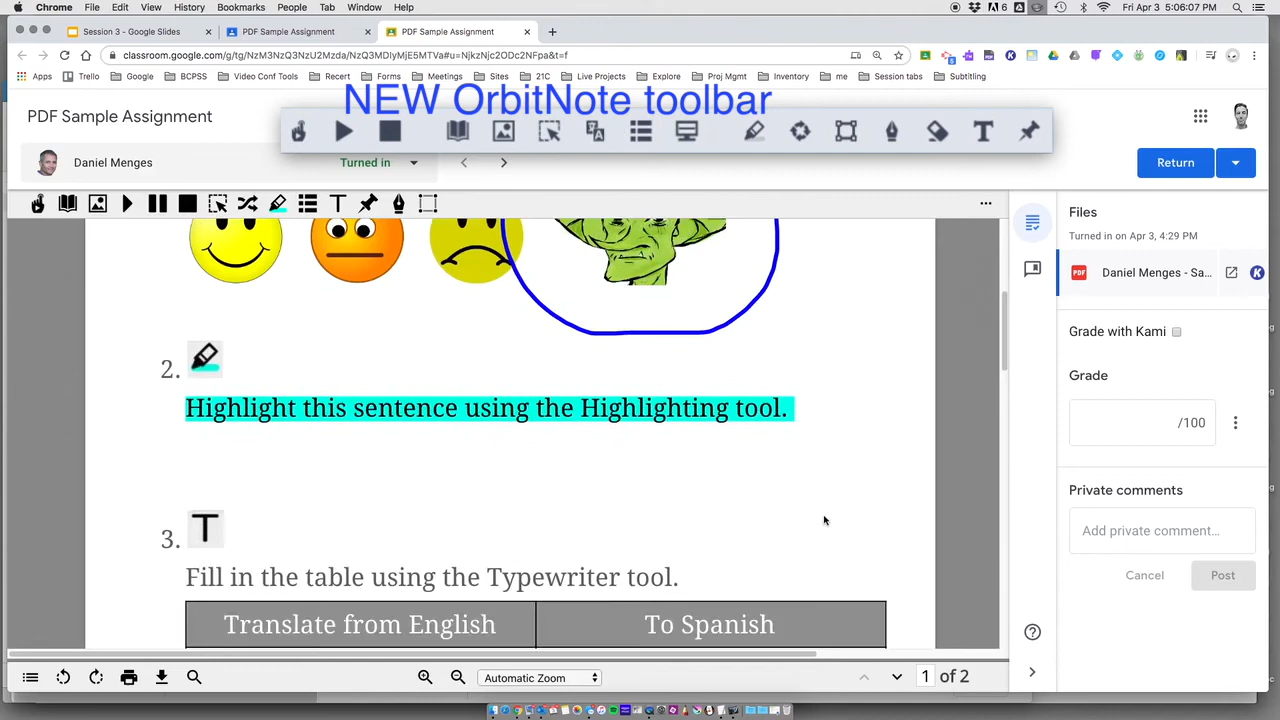 Chrome File Edit View History Bookmarks People Tab Window Help 6 Fri Apr 3 5:06:07 PM
Session 3 - Google Slides PDF Sample Assignment PDF Sample Assignment
classroom.google.com/g/tg/NzM3NzQ3NzU2Mzda/NzQ3MDIyMjE5MTVa#u=NjkzNjc2ODc2NFpa&t=f
Apps Trello Google BCPSS Video Conf Tools Recert Forms Meetings Sites 21C Live Projects Explore Proj Mgmt Inventory me Session tabs Subtitling
NEW OrbitNote toolbar
PDF Sample Assignment
Daniel Menges Turned in
Return
T
T
Files
Turned in on Apr 3, 4:29 PM
PDF Daniel Menges - Sa... K
Grade with Kami
Grade
/100
Private comments
Add private comment...
Cancel Post
2.
Highlight this sentence using the Highlighting tool.
3. T
Fill in the table using the Typewriter tool.
Translate from English To Spanish
Automatic Zoom 1 of 2